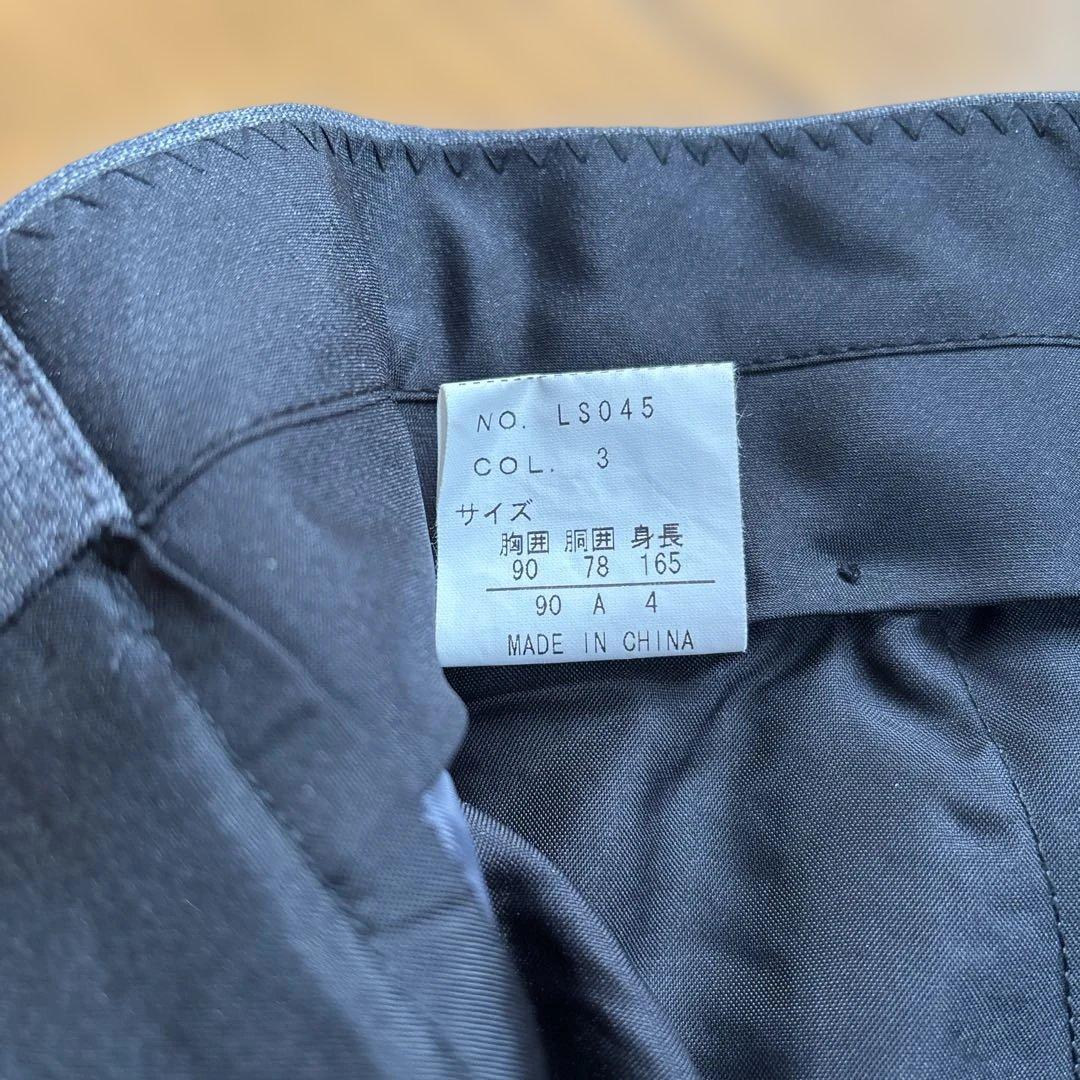 NO. LS045
COL. 3
サイズ
胸囲 胴囲 身長
90 78 165
90 A 4
MADE IN CHINA